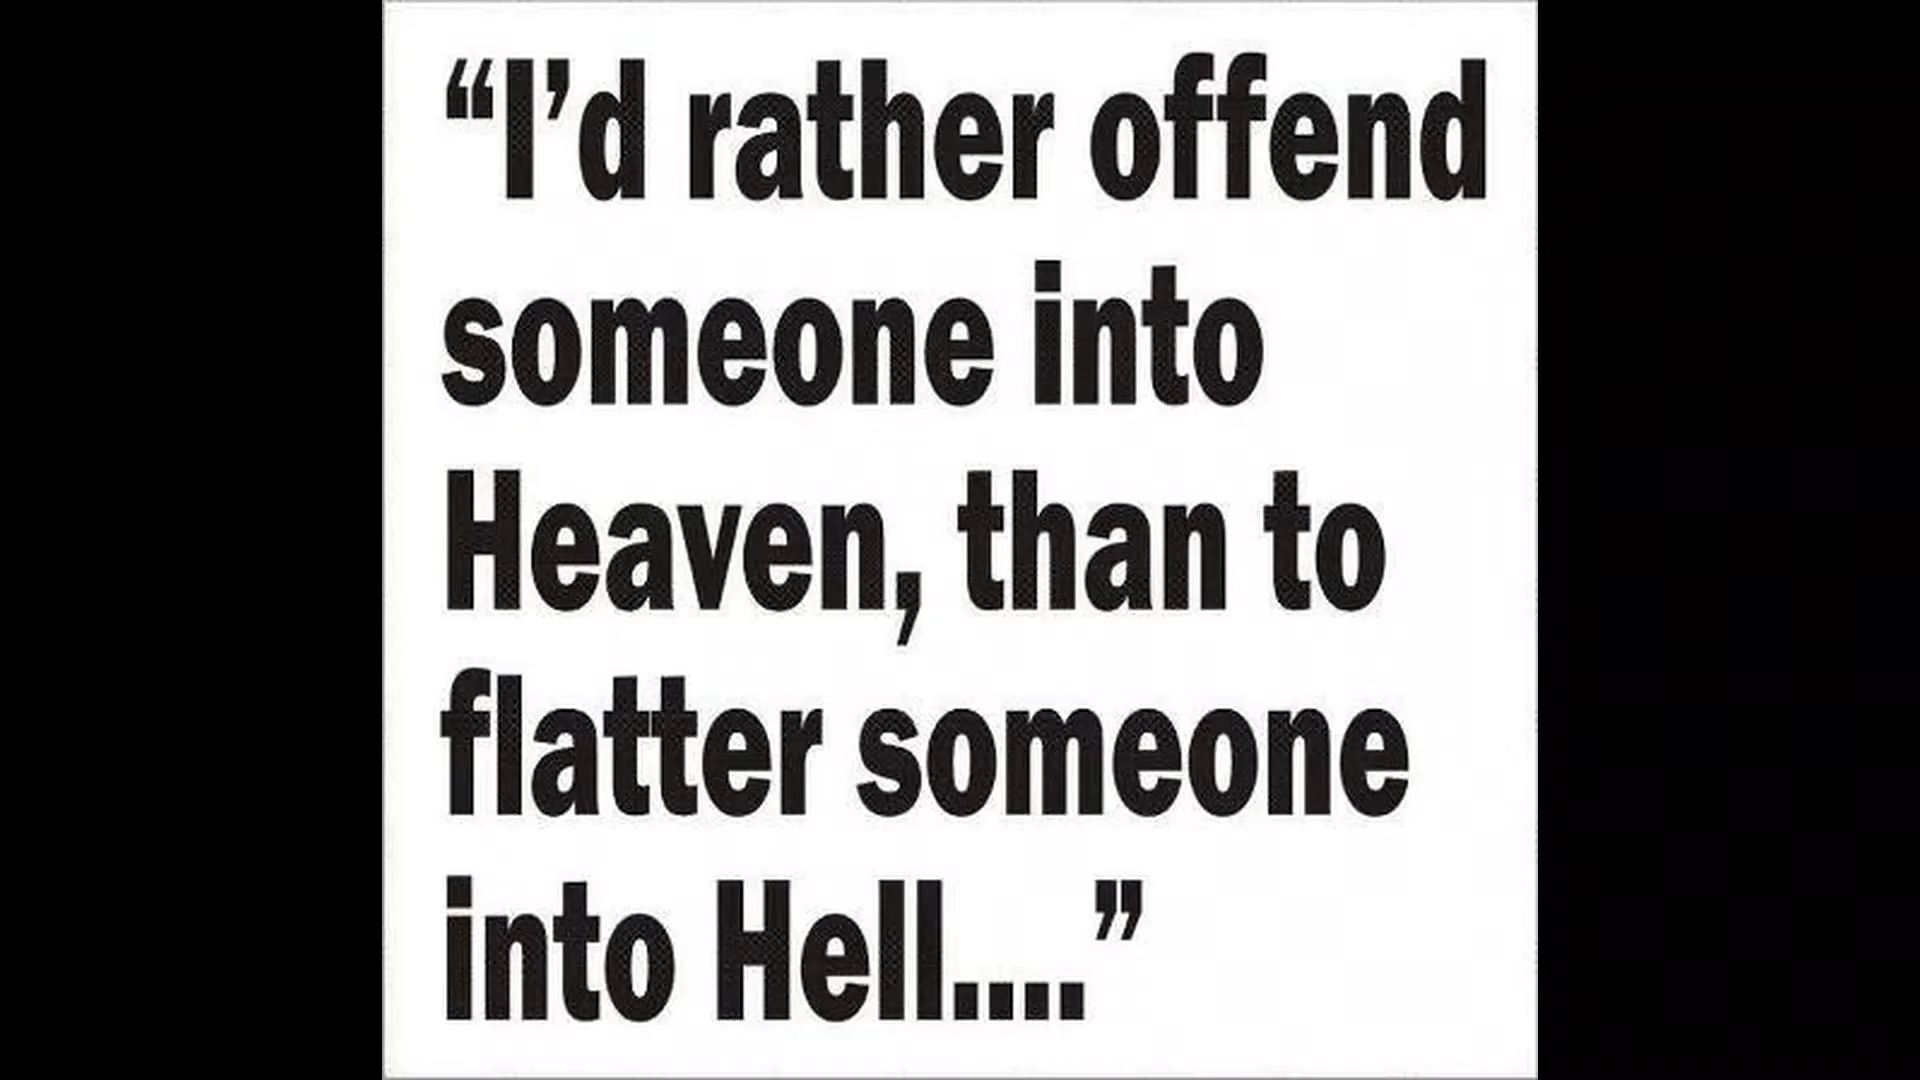 “I’d rather offend
someone into
Heaven, than to
flatter someone
into Hell....”